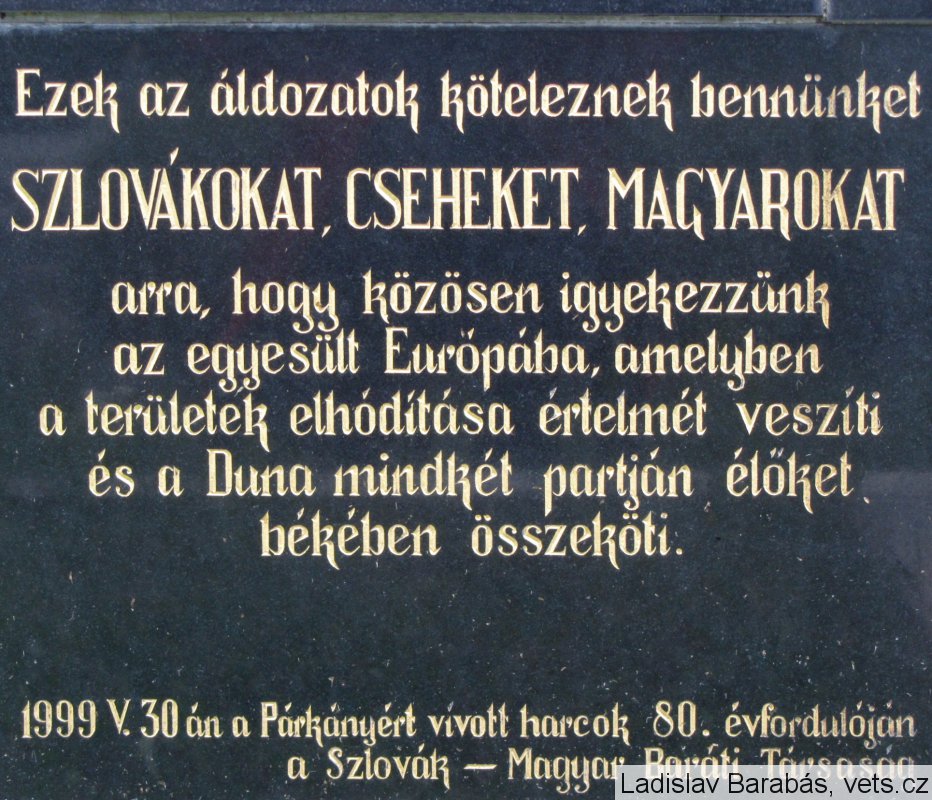 Ezek az áldozatok köteleznek bennünket
SZLOVÁKOKAT, CSEHEKET, MAGYAROKAT
arra, hogy közösen igyekezzünk
az egyesült Európába, amelyben
a területek elhódítása értelmét veszíti
és a Duna mindkét partján élőket
békében összeköti.
1999 V. 30 án a Párkányért vívott harcok 80. évfordulóján
a Szlovák – Magyar Baráti Társaság
Ladislav Barabás, vets.cz